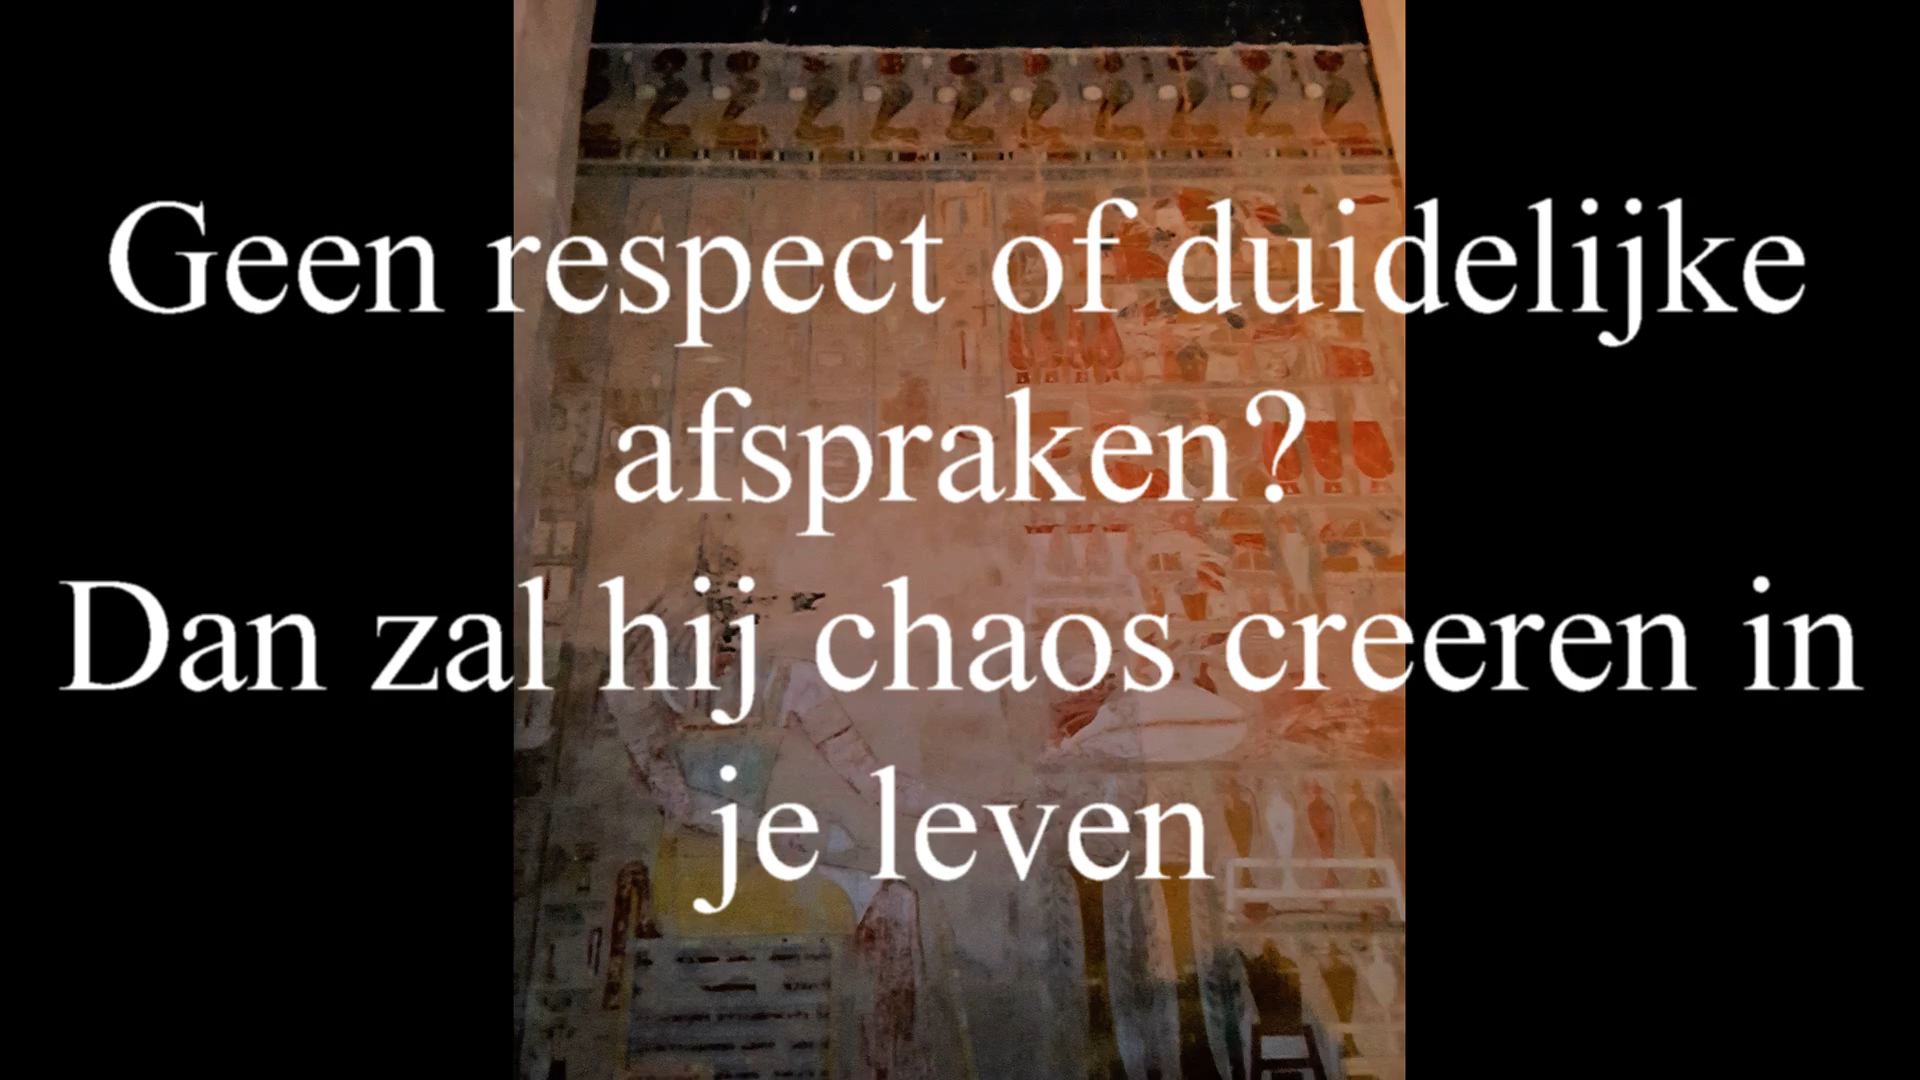 Geen respect of duidelijke
afspraken?
Dan zal hij chaos creeren in
je leven